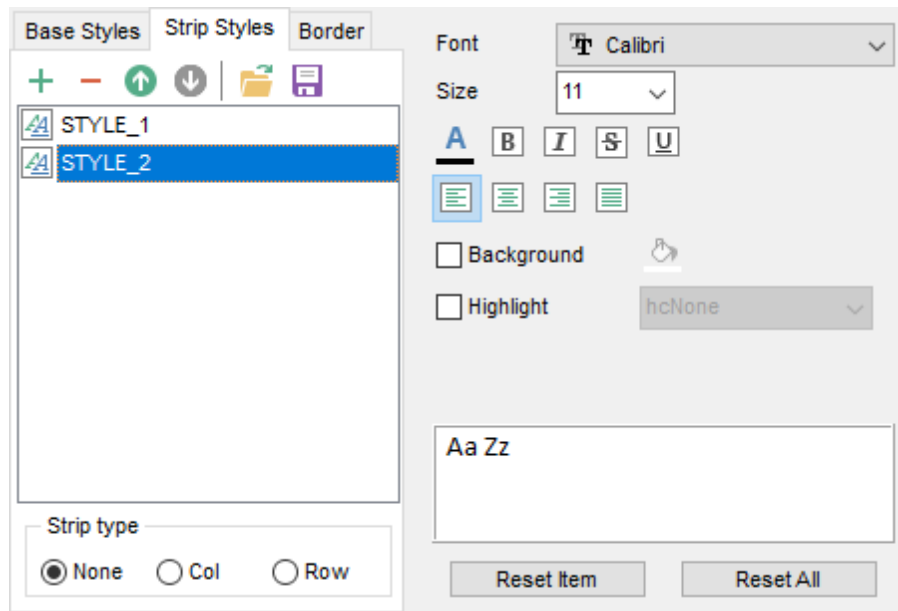 Base Styles Strip Styles Border
STYLE_1
STYLE_2
Strip type
None Col Row
Font Calibri
Size 11
A B I S U
Background
Highlight hcNone
Aa Zz
Reset Item Reset All